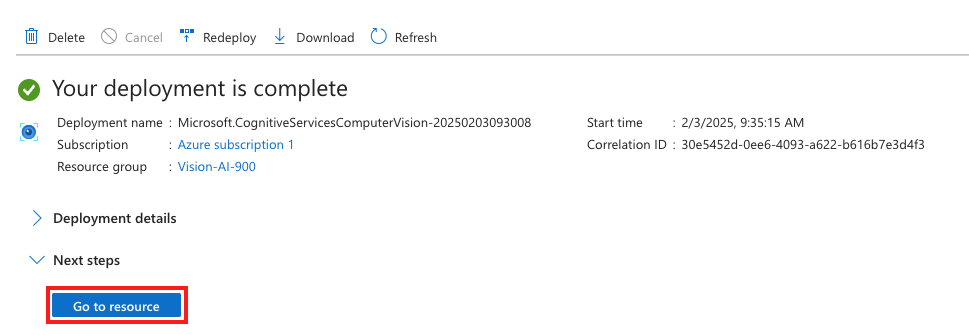 Delete Cancel Redeploy Download Refresh
Your deployment is complete
Deployment name : Microsoft.CognitiveServicesComputerVision-20250203093008 Start time : 2/3/2025, 9:35:15 AM
Subscription : Azure subscription 1 Correlation ID : 30e5452d-0ee6-4093-a622-b616b7e3d4f3
Resource group : Vision-AI-900
Deployment details
Next steps
Go to resource